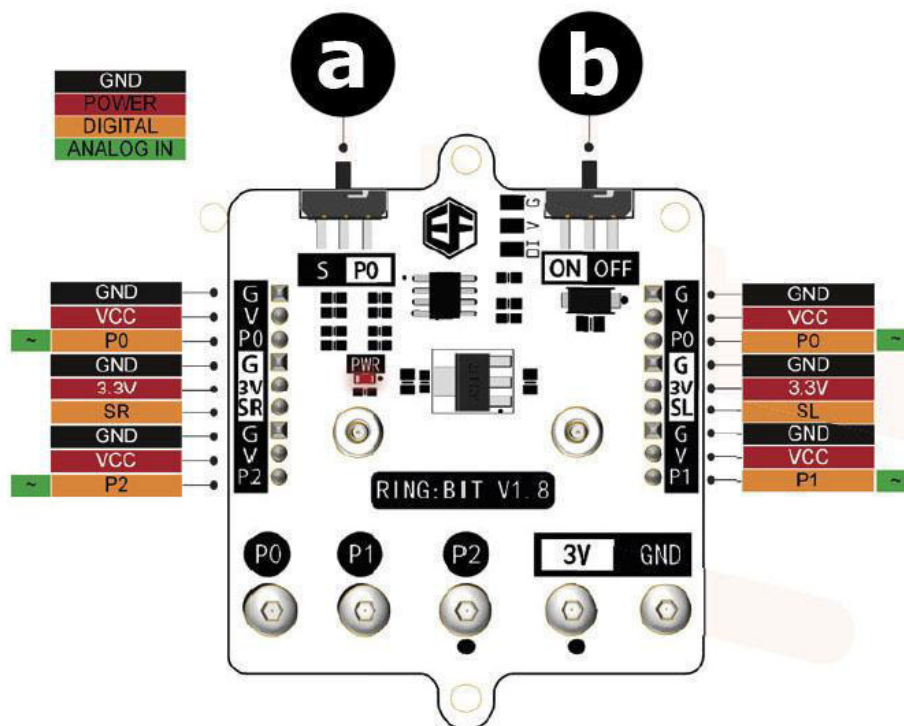 a
b
GND
POWER
DIGITAL
ANALOG IN
EF
G
V
DI
S P0
ON OFF
GND
VCC
~ P0
GND
3.3V
SR
GND
VCC
~ P2
G
V
P0
G
3V
SR
G
V
P2
PWR
G
V
P0
G
3V
SL
G
V
P1
GND
VCC
P0 ~
GND
3.3V
SL
GND
VCC
P1 ~
RING:BIT V1.8
P0 P1 P2 3V GND